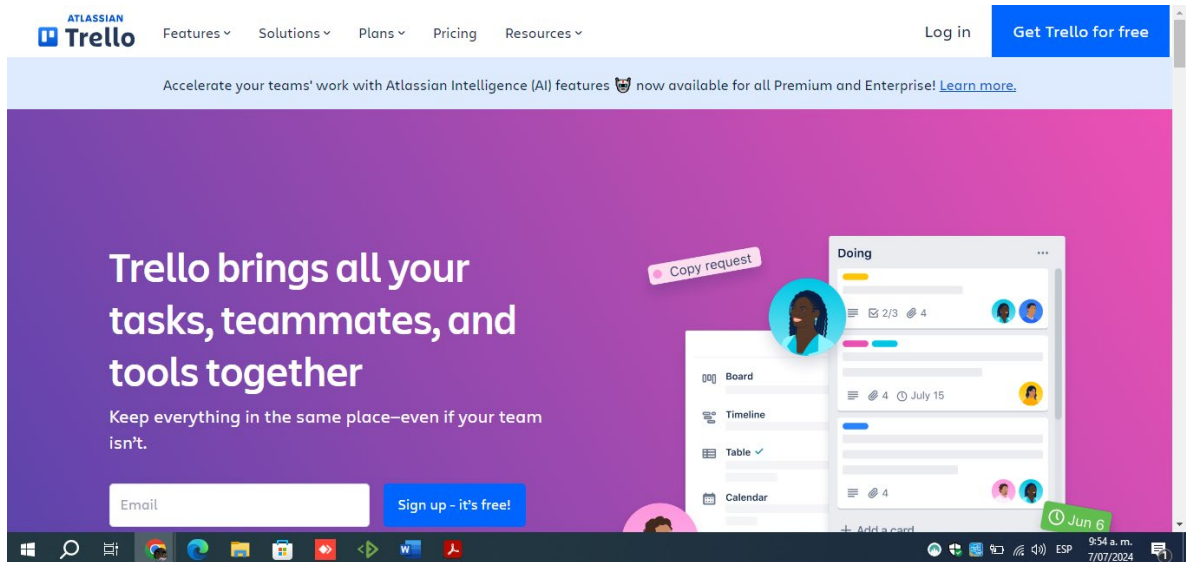 ATLASSIAN
Trello
Features
Solutions
Plans
Pricing
Resources
Log in
Get Trello for free
Accelerate your teams' work with Atlassian Intelligence (AI) features now available for all Premium and Enterprise! Learn more.
Trello brings all your
tasks, teammates, and
tools together
Keep everything in the same place—even if your team
isn't.
Email
Sign up - it's free!
Copy request
Board
Timeline
Table
Calendar
Doing
2/3 4
4 July 15
4
+ Add a card
Jun 6
ESP
9:54 a. m.
7/07/2024